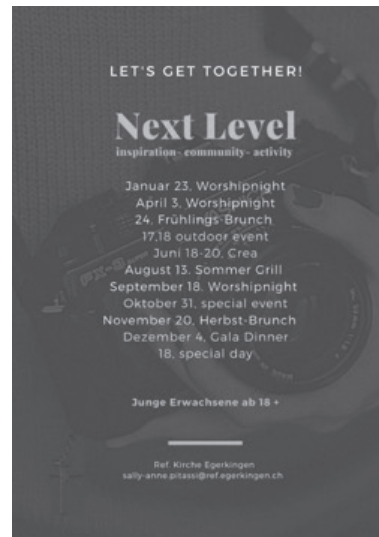 LET'S GET TOGETHER!
Next Level
inspiration- community- activity
Januar 23, Worshipnight
April 3, Worshipnight
24, Frühlings-Brunch
17,18 outdoor event
Juni 18-20, Crea
August 13. Sommer Grill
September 18. Worshipnight
Oktober 31, special event
November 20, Herbst-Brunch
Dezember 4, Gala Dinner
18, special day
Junge Erwachsene ab 18 +
Ref. Kirche Egerkingen
sally-anne.pitassi@ref.egerkingen.ch